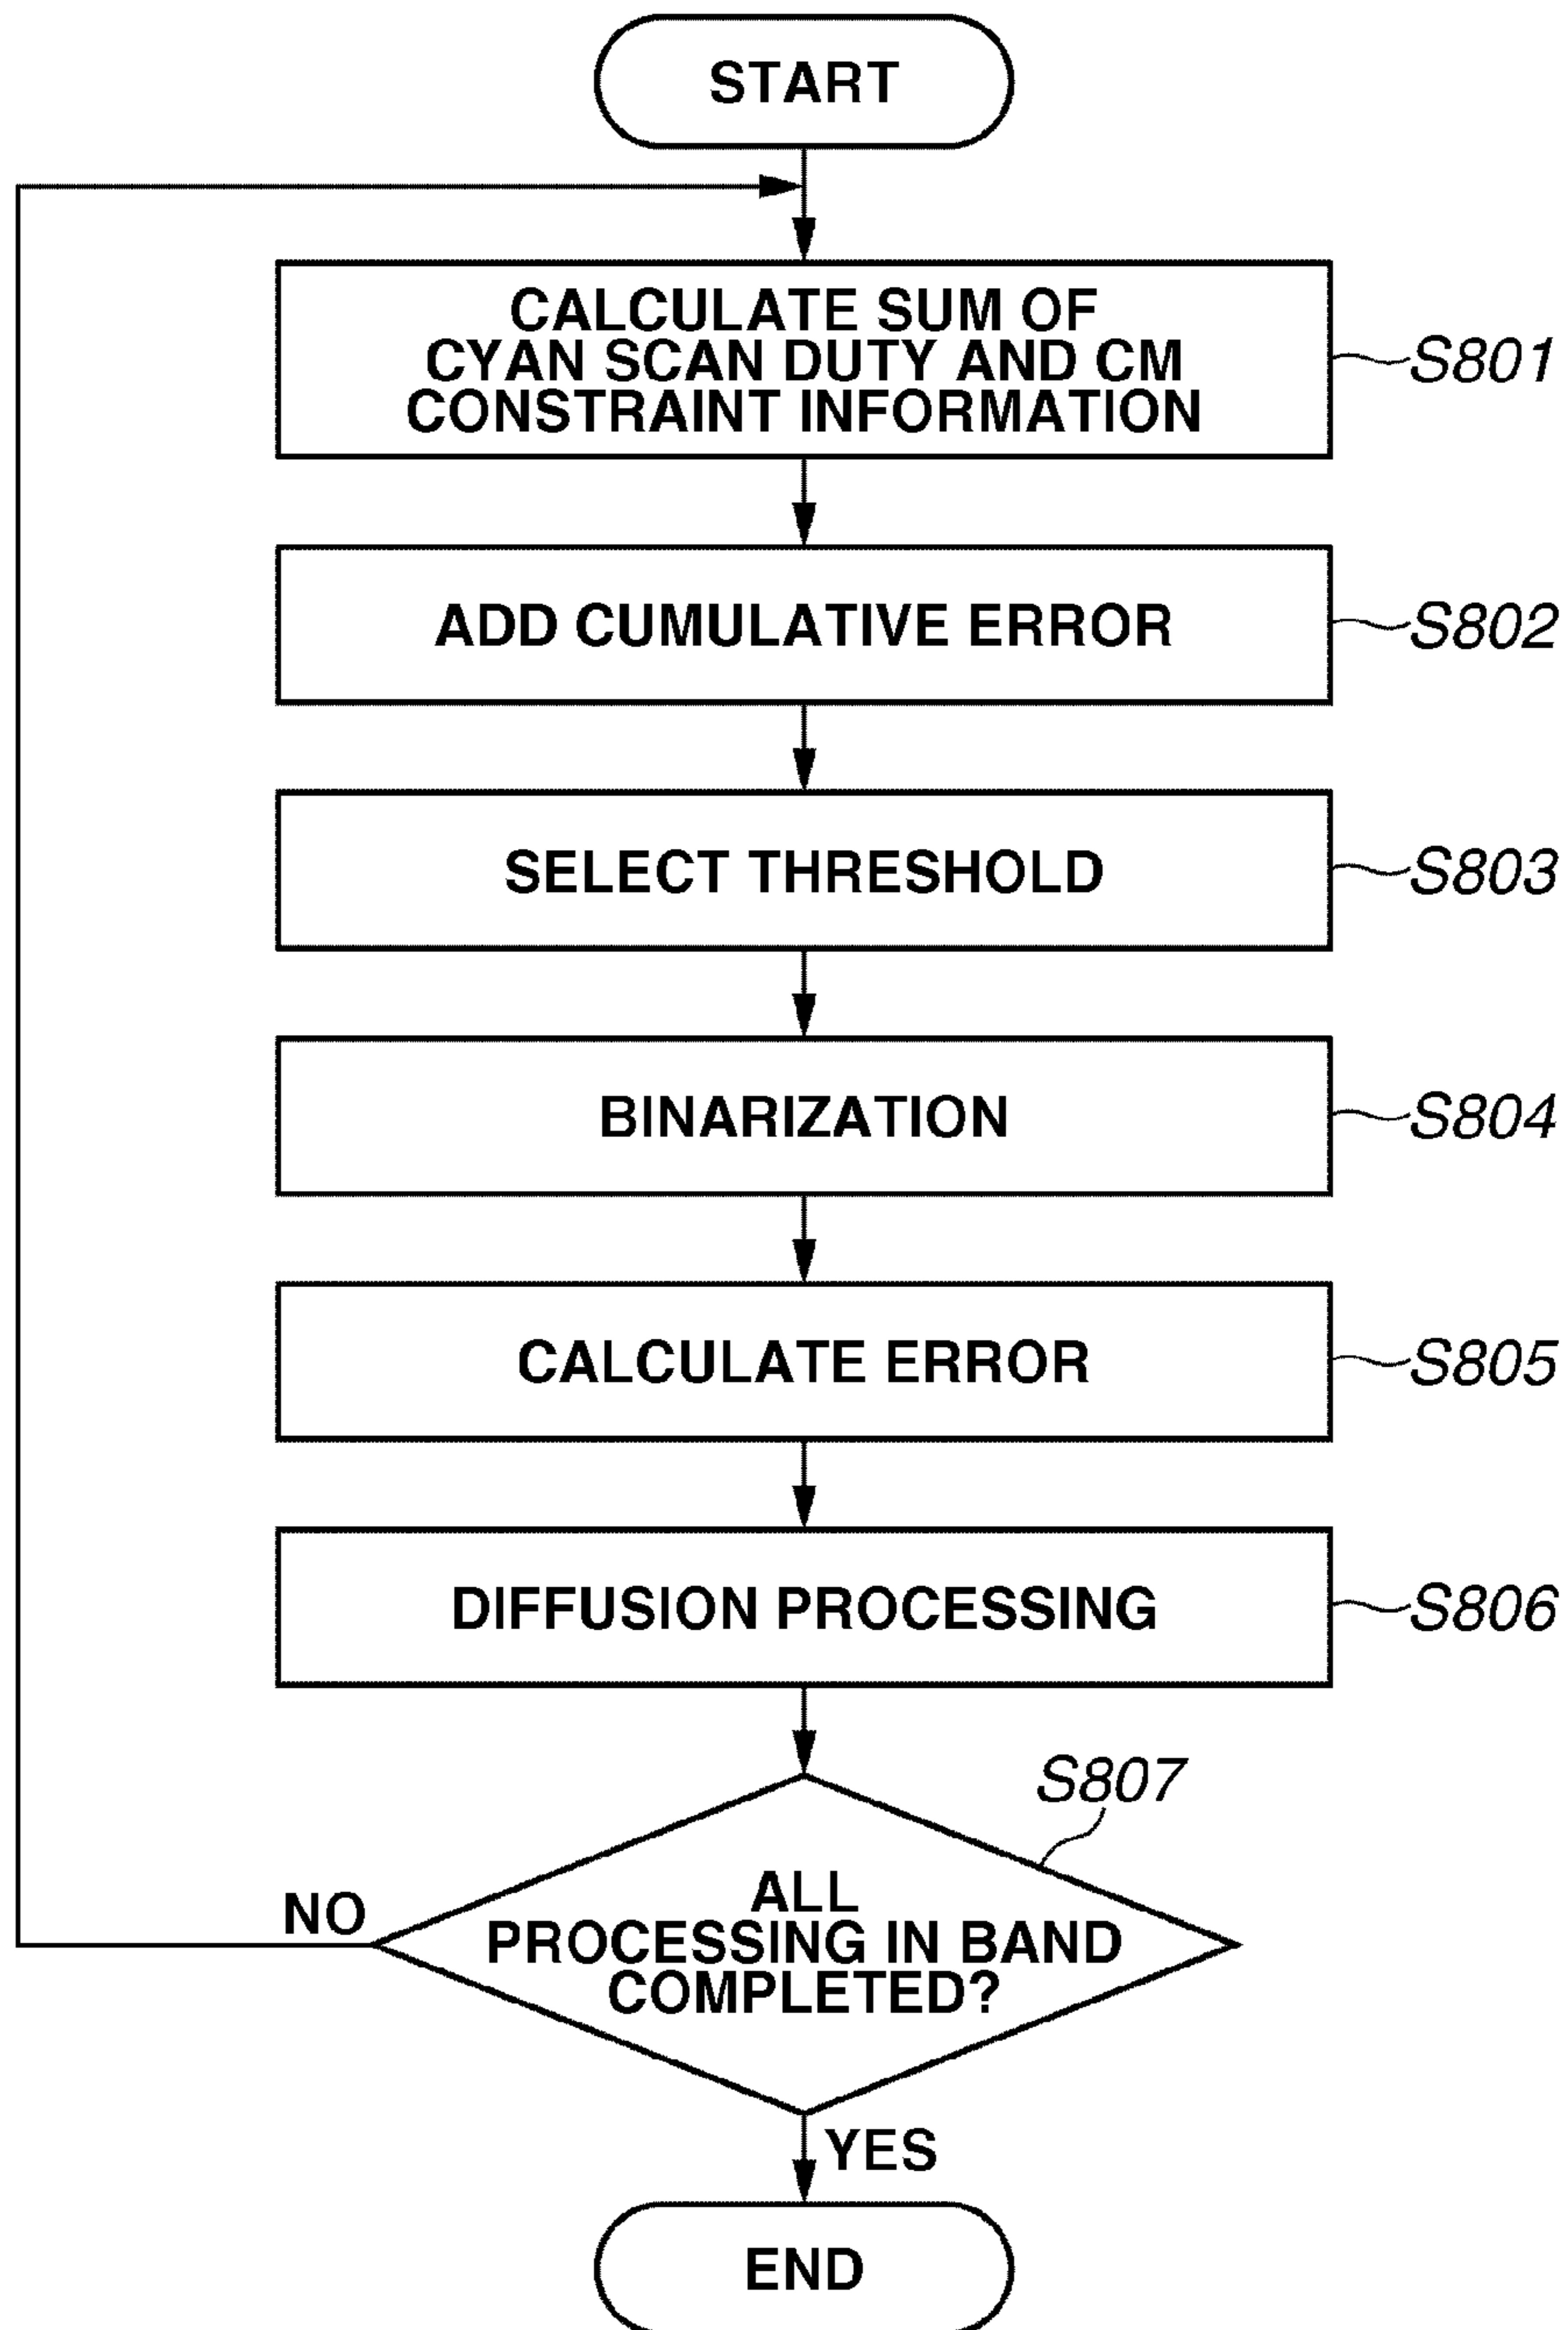 START
CALCULATE SUM OF
CYAN SCAN DUTY AND CM
CONSTRAINT INFORMATION
S801
ADD CUMULATIVE ERROR
S802
SELECT THRESHOLD
S803
BINARIZATION
S804
CALCULATE ERROR
S805
DIFFUSION PROCESSING
S806
S807
ALL
PROCESSING IN BAND
COMPLETED?
NO
YES
END